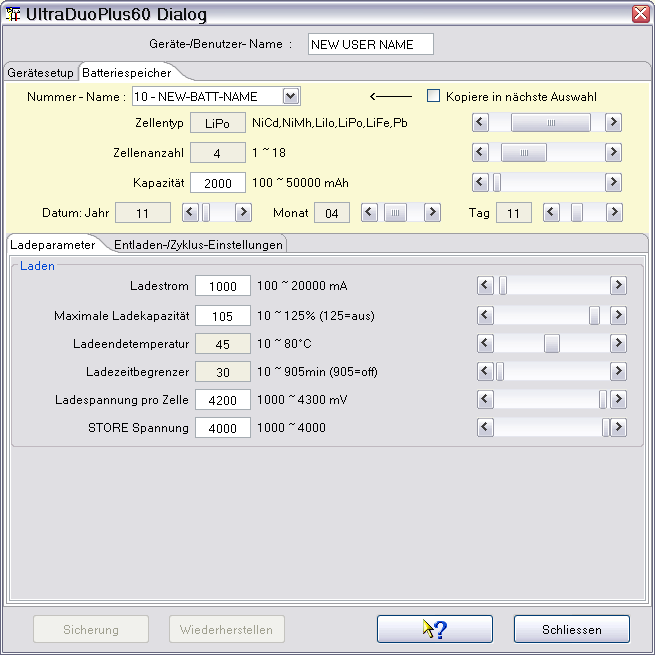 UltraDuoPlus60 Dialog
Geräte-/Benutzer- Name : NEW USER NAME
Gerätesetup Batteriespeicher
Nummer - Name : 10 - NEW-BATT-NAME Kopiere in nächste Auswahl
Zellentyp LiPo NiCd,NiMh,LiIo,LiPo,LiFe,Pb
Zellenanzahl 4 1 ~ 18
Kapazität 2000 100 ~ 50000 mAh
Datum: Jahr 11 Monat 04 Tag 11
Ladeparameter Entladen-/Zyklus-Einstellungen
Laden
Ladestrom 1000 100 ~ 20000 mA
Maximale Ladekapazität 105 10 ~ 125% (125=aus)
Ladeendetemperatur 45 10 ~ 80°C
Ladezeitbegrenzer 30 10 ~ 905min (905=off)
Ladespannung pro Zelle 4200 1000 ~ 4300 mV
STORE Spannung 4000 1000 ~ 4000
Sicherung Wiederherstellen ? Schliessen